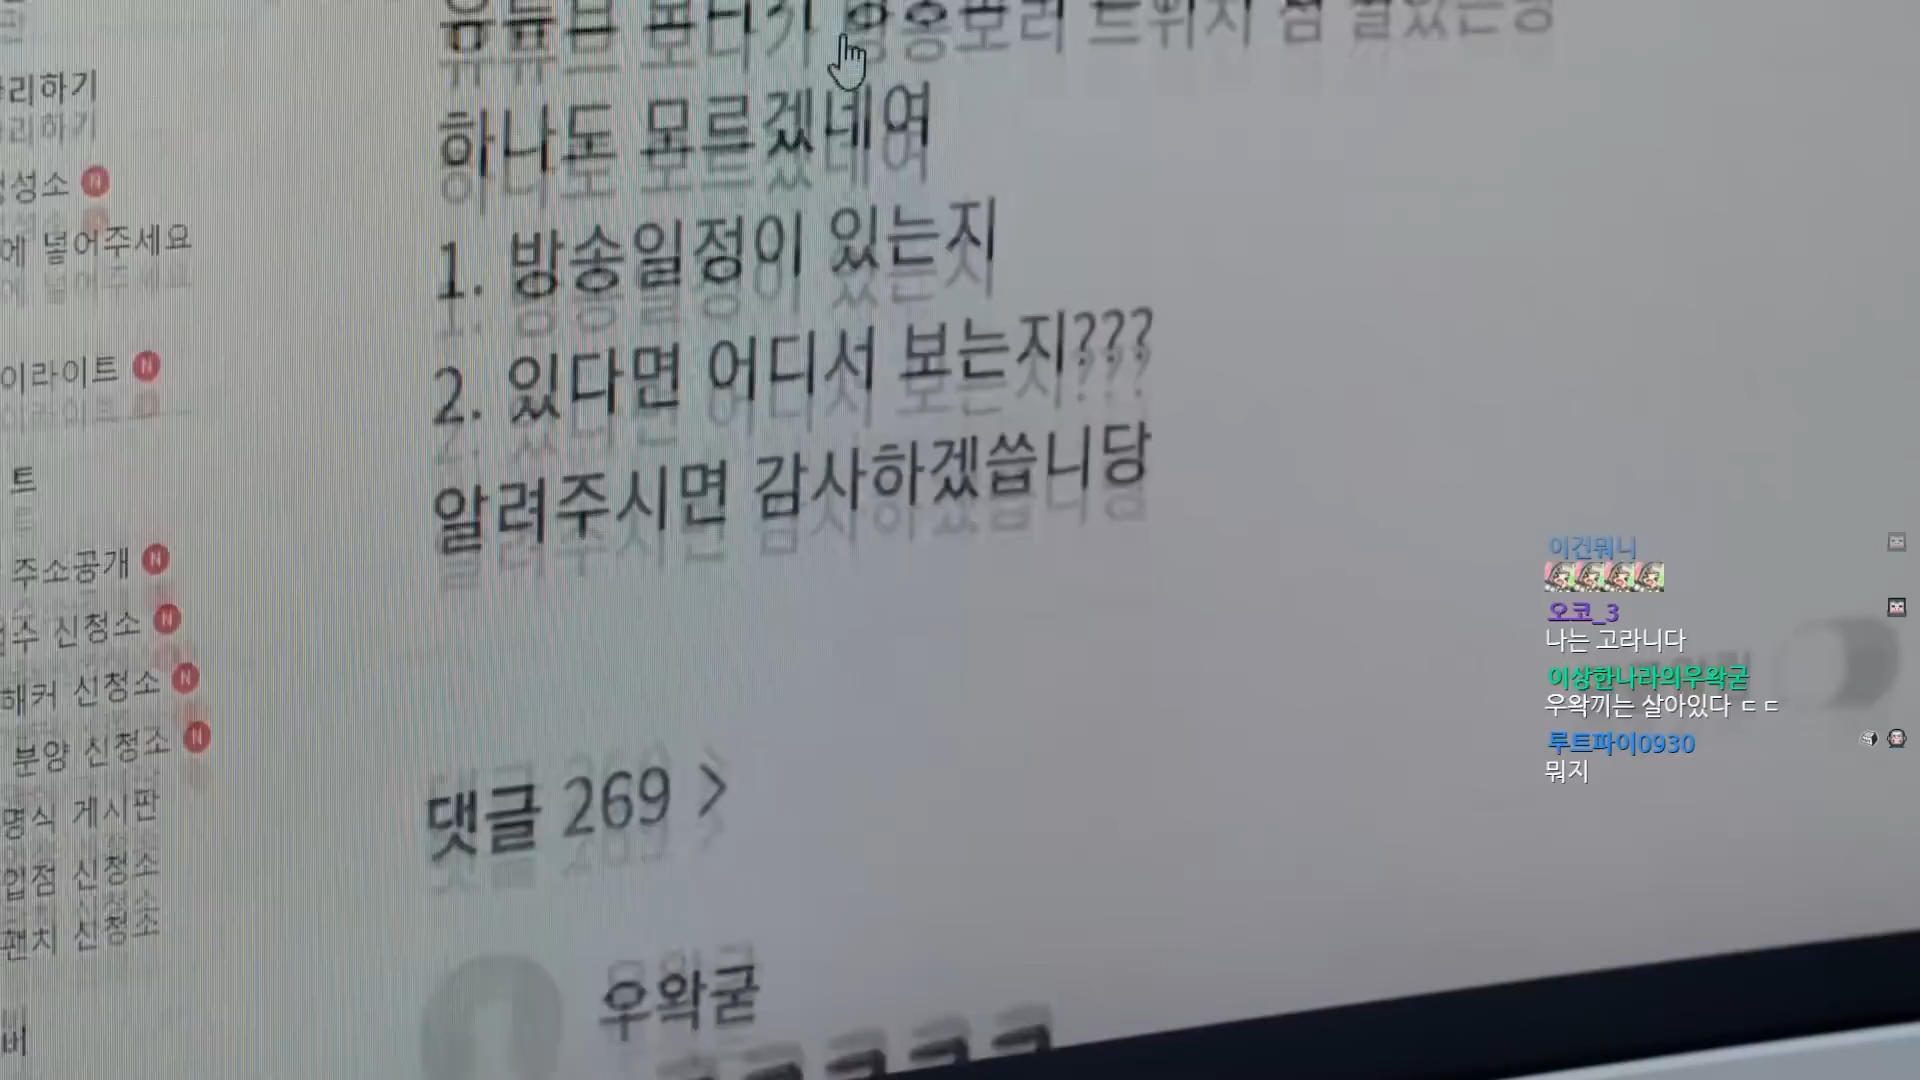 하나도 모르겠네여
1. 방송일정이 있는지
2. 있다면 어디서 보는지???
알려주시면 감사하겠씁니당
댓글 269 >
우왁굳
ㅋㅋㅋㅋㅋ
리하기
성소 N
에 넣어주세요
이라이트 N
트
주소공개 N
주 신청소 N
해커 신청소 N
분양 신청소 N
명식 게시판
입점 신청소
팬치 신청소
버
이건뭐니
오코_3
나는 고라니다
이상한나라의우왁굳
우왁끼는 살아있다 ㄷㄷ
루트파이0930
뭐지